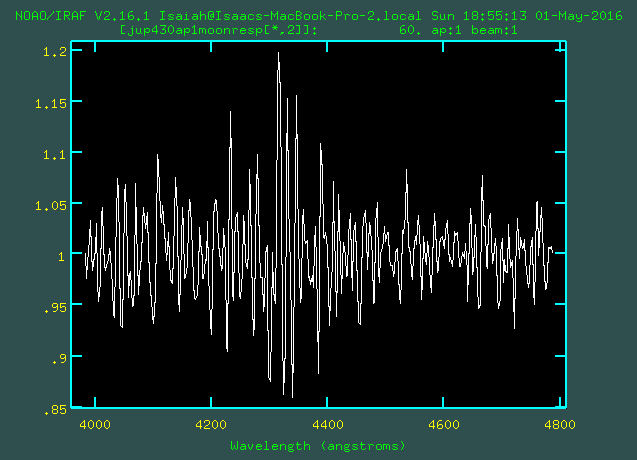 NOAO/IRAF V2.16.1 Isaiah@Isaacs-MacBook-Pro-2.local Sun 18:55:13 01-May-2016
[jup430ap1moonresp[*,2]]: 60. ap:1 beam:1
1.2
1.15
1.1
1.05
1
.95
.9
.85
4000 4200 4400 4600 4800
Wavelength (angstroms)